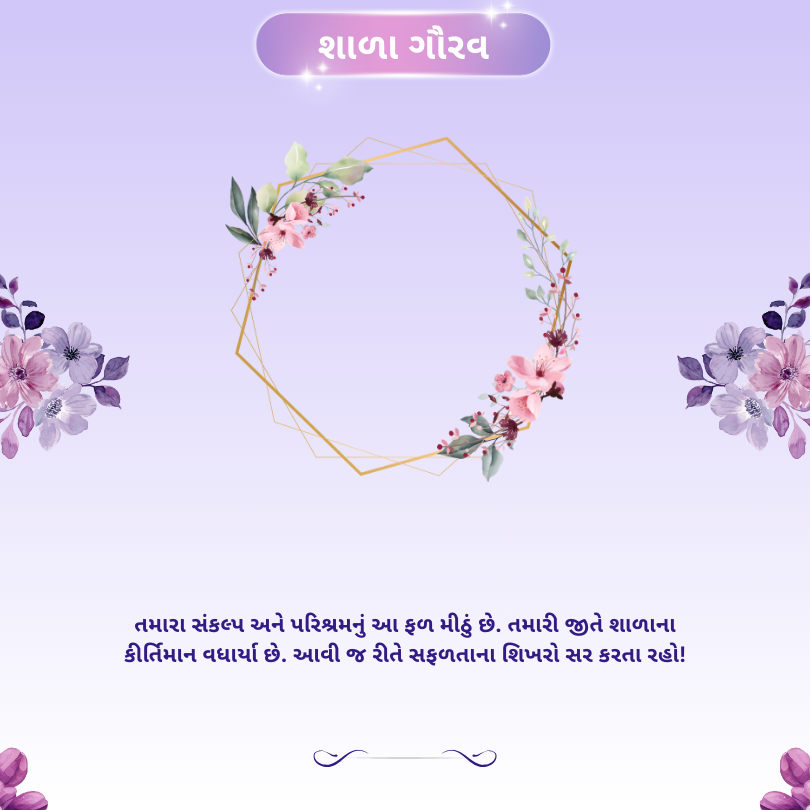 શાળા ગૌરવ
તમારા સંકલ્પ અને પરિશ્રમનું આ ફળ મીઠું છે. તમારી જીતે શાળાના
કીર્તિમાન વધાર્યા છે. આવી જ રીતે સફળતાના શિખરો સર કરતા રહો!